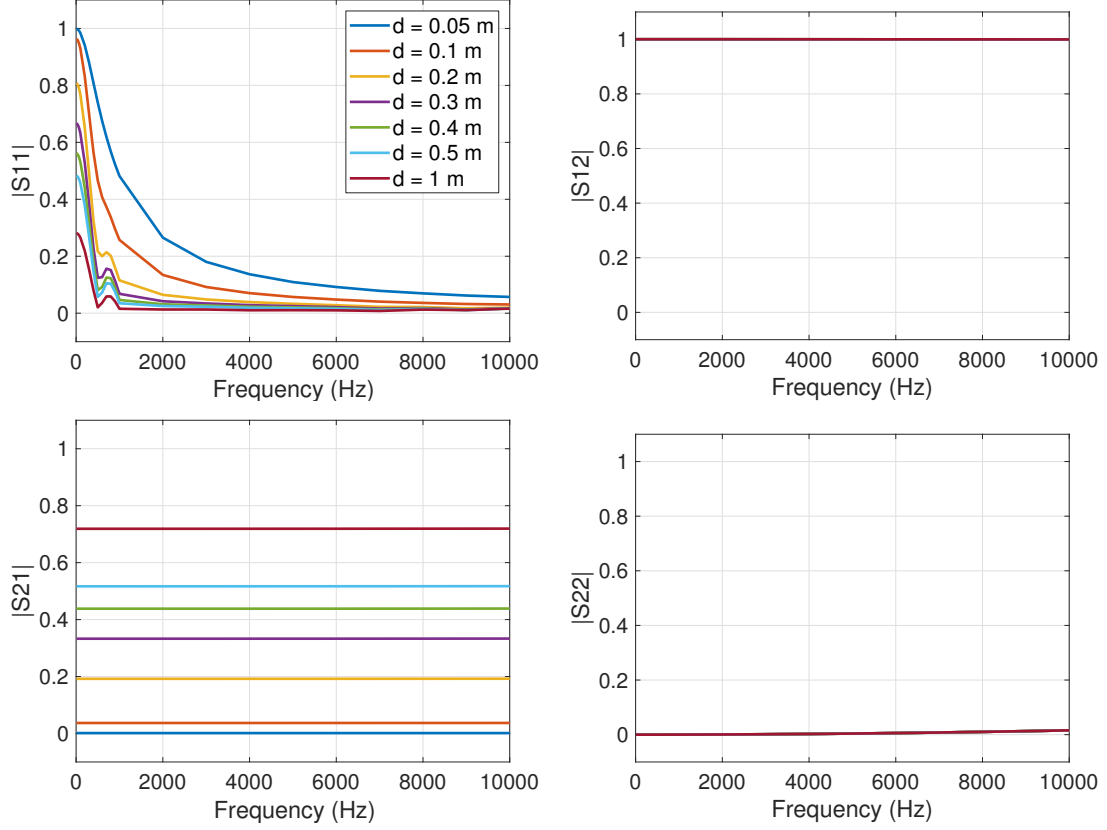 |S11|
1
0.8
0.6
0.4
0.2
0
0 2000 4000 6000 8000 10000
Frequency (Hz)
d = 0.05 m
d = 0.1 m
d = 0.2 m
d = 0.3 m
d = 0.4 m
d = 0.5 m
d = 1 m
|S12|
1
0.8
0.6
0.4
0.2
0
0 2000 4000 6000 8000 10000
Frequency (Hz)
|S21|
1
0.8
0.6
0.4
0.2
0
0 2000 4000 6000 8000 10000
Frequency (Hz)
|S22|
1
0.8
0.6
0.4
0.2
0
0 2000 4000 6000 8000 10000
Frequency (Hz)